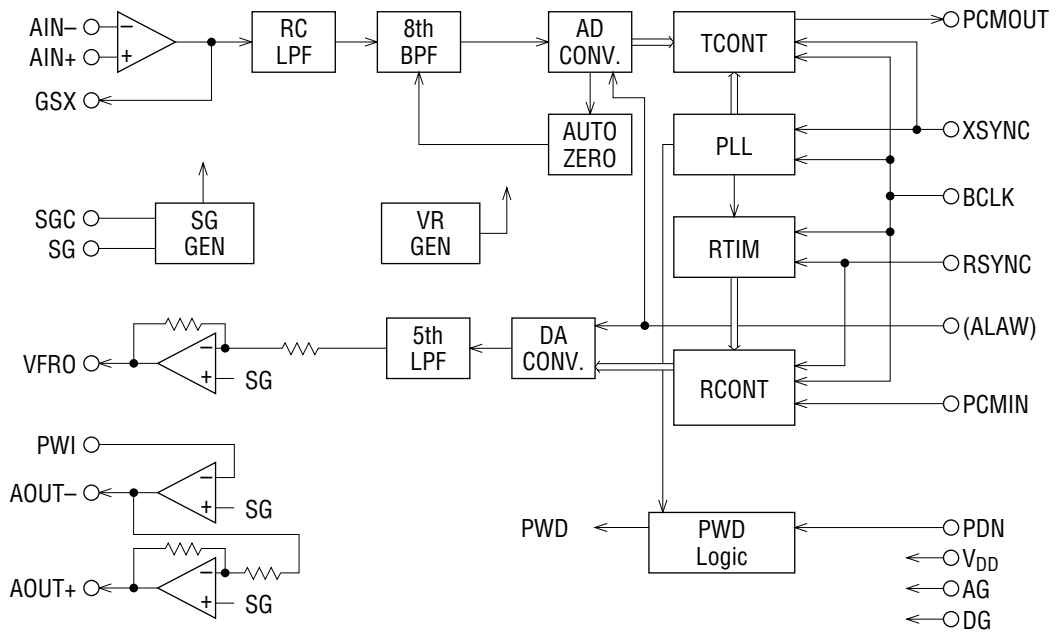 AIN–
AIN+
GSX
–
+
RC
LPF
8th
BPF
AD
CONV.
AUTO
ZERO
TCONT
PCMOUT
PLL
XSYNC
BCLK
SGC
SG
SG
GEN
VR
GEN
RTIM
RSYNC
(ALAW)
VFRO
–
+
SG
5th
LPF
DA
CONV.
RCONT
PCMIN
PWI
AOUT–
–
+
SG
AOUT+
–
+
SG
PWD
PWD
Logic
PDN
VDD
AG
DG